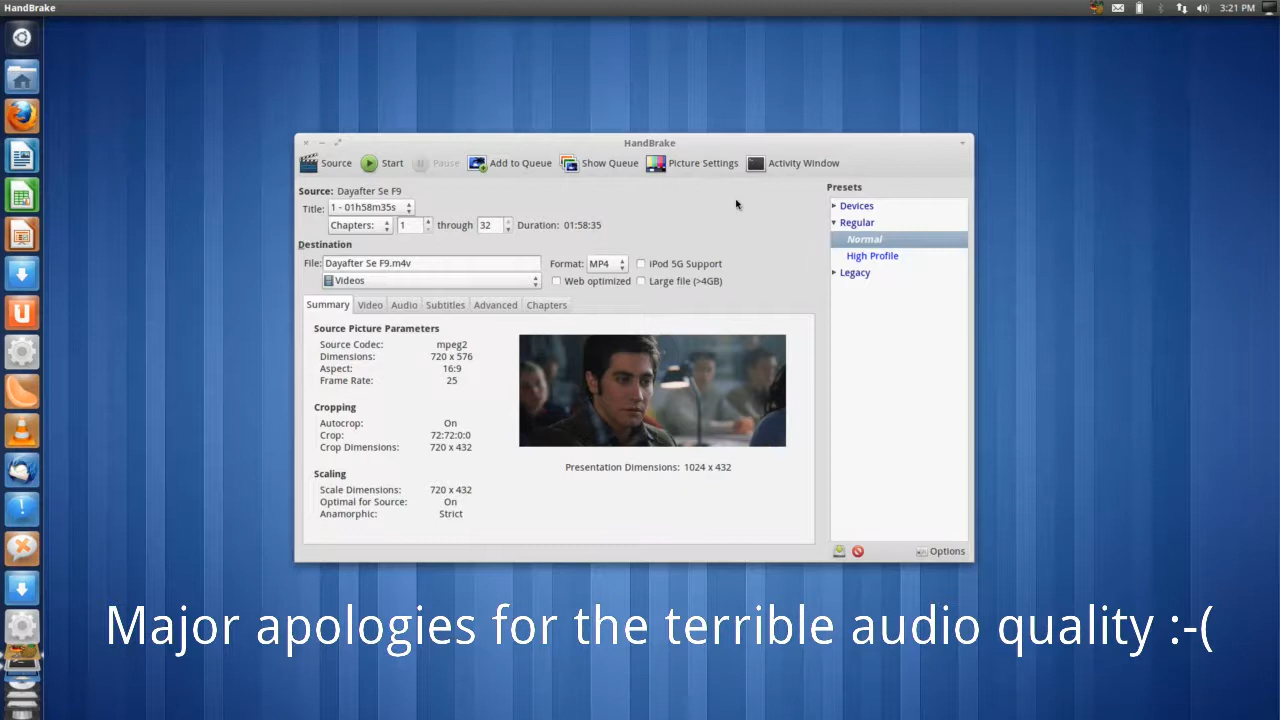 HandBrake
3:21 PM
HandBrake
Source Start Pause Add to Queue Show Queue Picture Settings Activity Window
Source: Dayafter Se F9
Title: 1 - 01h58m35s
Chapters: 1 through 32 Duration: 01:58:35
Destination
File: Dayafter Se F9.m4v Format: MP4 iPod 5G Support
Videos Web optimized Large file (>4GB)
Summary Video Audio Subtitles Advanced Chapters
Source Picture Parameters
Source Codec: mpeg2
Dimensions: 720 x 576
Aspect: 16:9
Frame Rate: 25
Cropping
Autocrop: On
Crop: 72:72:0:0
Crop Dimensions: 720 x 432
Scaling
Scale Dimensions: 720 x 432
Optimal for Source: On
Anamorphic: Strict
Presentation Dimensions: 1024 x 432
Presets
Devices
Regular
Normal
High Profile
Legacy
Options
Major apologies for the terrible audio quality :-(